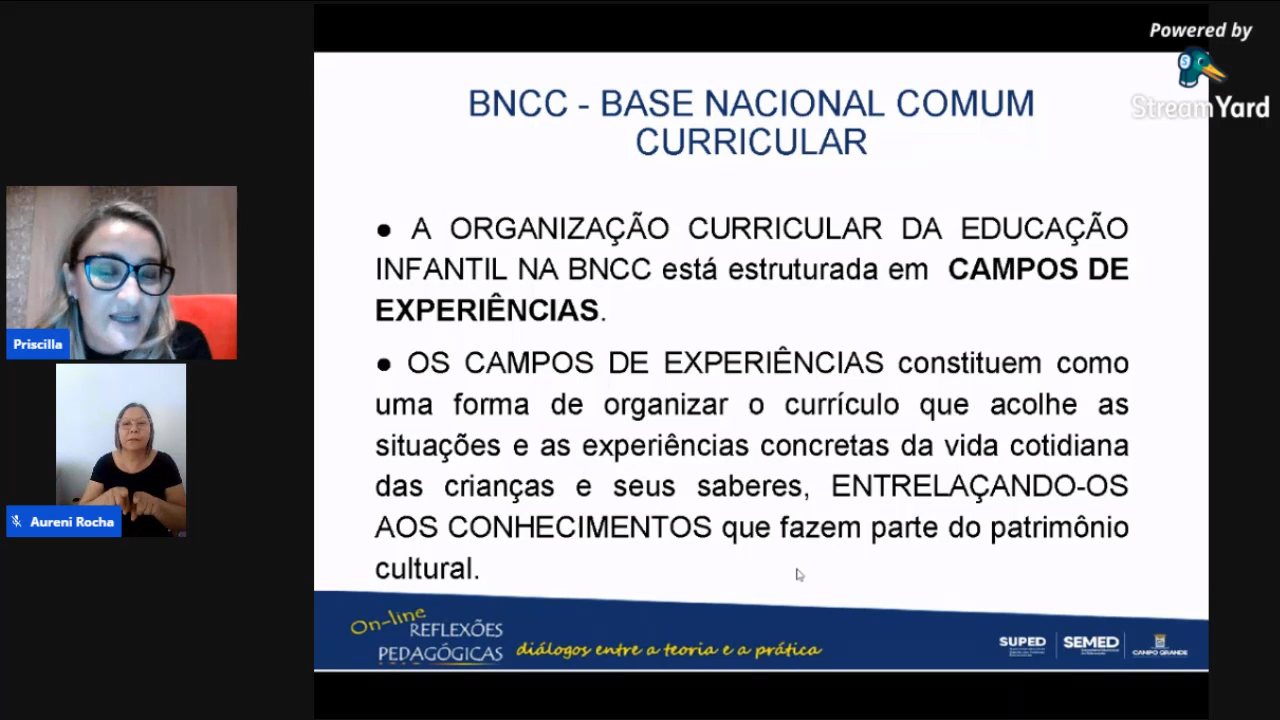 Powered by
StreamYard
BNCC - BASE NACIONAL COMUM
CURRICULAR
● A ORGANIZAÇÃO CURRICULAR DA EDUCAÇÃO
INFANTIL NA BNCC está estruturada em CAMPOS DE
EXPERIÊNCIAS.
● OS CAMPOS DE EXPERIÊNCIAS constituem como
uma forma de organizar o currículo que acolhe as
situações e as experiências concretas da vida cotidiana
das crianças e seus saberes, ENTRELAÇANDO-OS
AOS CONHECIMENTOS que fazem parte do patrimônio
cultural.
Priscilla
Aureni Rocha
On-line
REFLEXÕES
PEDAGÓGICAS
diálogos entre a teoria e a prática
SUPED
SEMED
CAMPO GRANDE